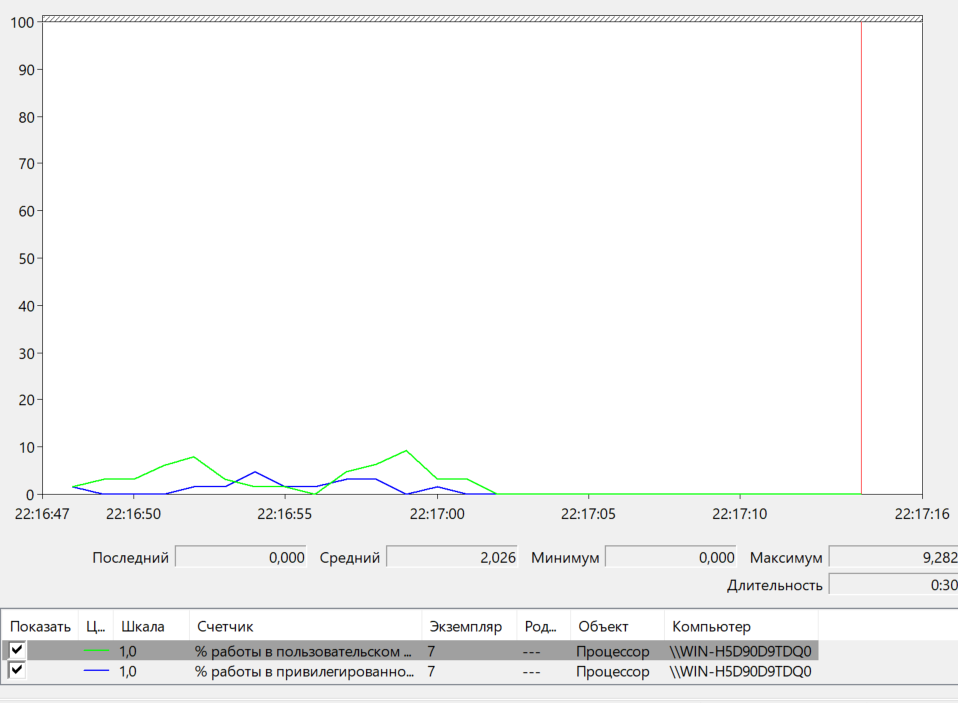 100
90
80
70
60
50
40
30
20
10
0
22:16:47 22:16:50 22:16:55 22:17:00 22:17:05 22:17:10 22:17:16
Последний 0,000 Средний 2,026 Минимум 0,000 Максимум 9,282
Длительность 0:30
Показать Ц... Шкала Счетчик Экземпляр Род... Объект Компьютер
1,0 % работы в пользовательском ... 7 --- Процессор \\WIN-H5D90D9TDQ0
1,0 % работы в привилегированно... 7 --- Процессор \\WIN-H5D90D9TDQ0